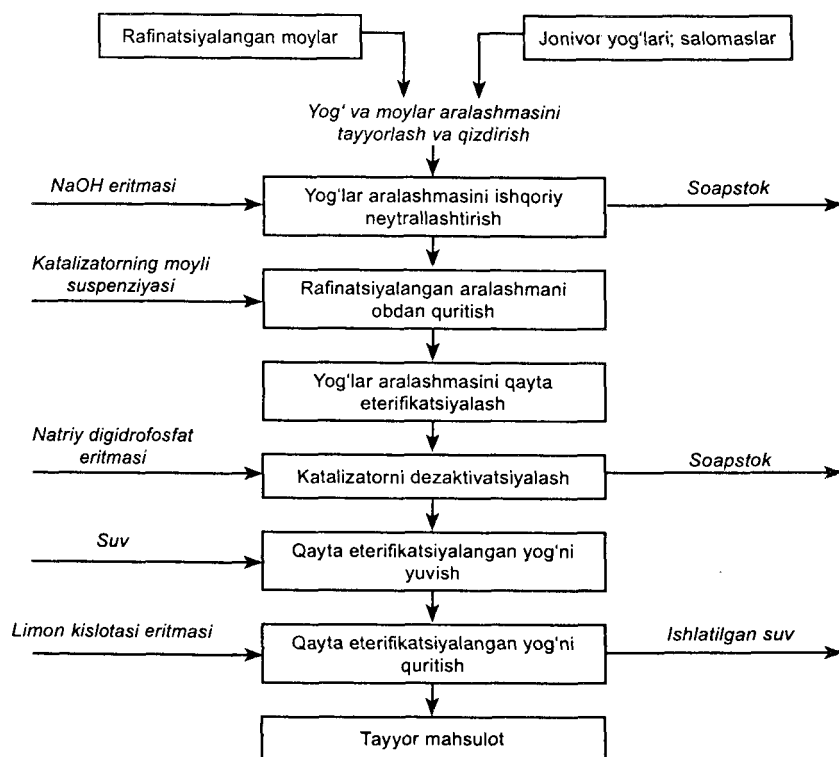 Rafinatsiyalangan moylar
Jonivor yog'lari; salomaslar
Yog' va moylar aralashmasini
tayyorlash va qizdirish
NaOH eritmasi
Yog'lar aralashmasini ishqoriy
neytrallashtirish
Soapstok
Katalizatorning moyli
suspenziyasi
Rafinatsiyalangan aralashmani
obdan quritish
Yog'lar aralashmasini qayta
eterifikatsiyalash
Natriy digidrofosfat
eritmasi
Katalizatorni dezaktivatsiyalash
Soapstok
Suv
Qayta eterifikatsiyalangan yog'ni
yuvish
Limon kislotasi eritmasi
Qayta eterifikatsiyalangan yog'ni
quritish
Ishlatilgan suv
Tayyor mahsulot